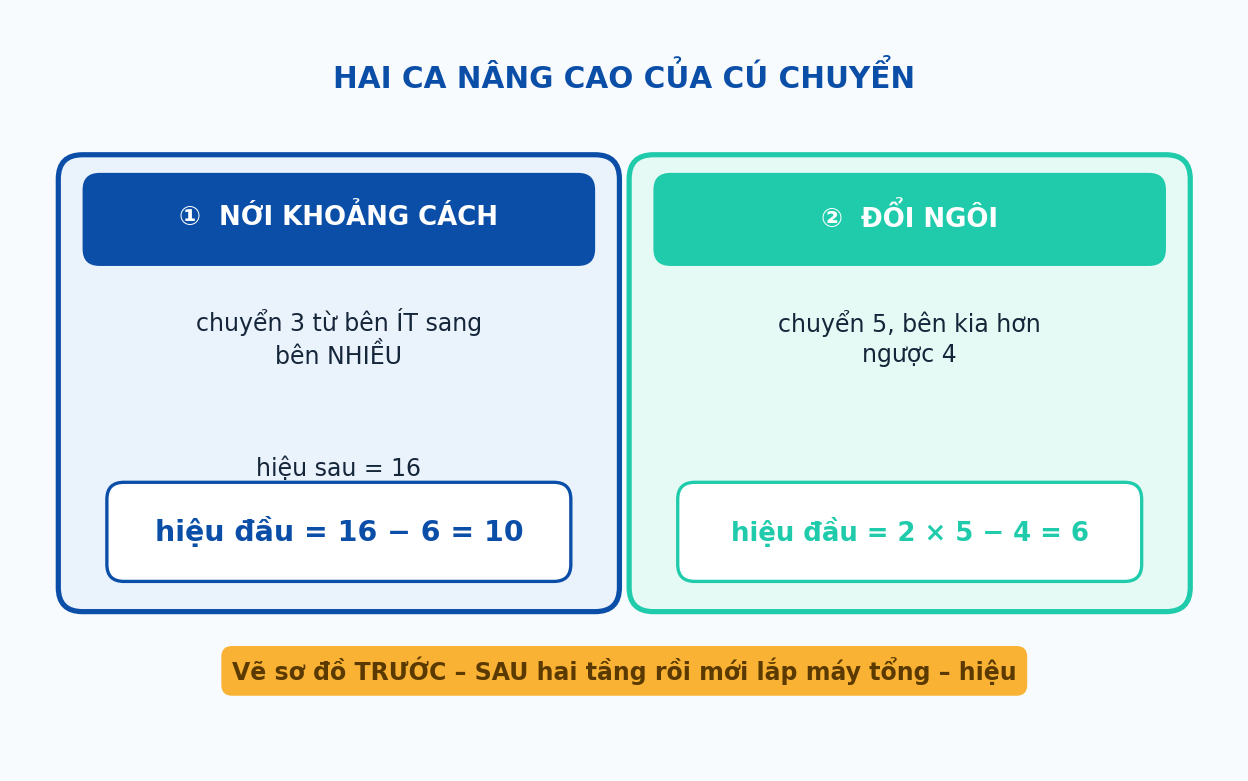 HAI CA NÂNG CAO CỦA CÚ CHUYỂN
① NỚI KHOẢNG CÁCH
chuyển 3 từ bên ÍT sang
bên NHIỀU
hiệu sau = 16
hiệu đầu = 16 − 6 = 10
② ĐỔI NGÔI
chuyển 5, bên kia hơn
ngược 4
hiệu đầu = 2 × 5 − 4 = 6
Vẽ sơ đồ TRƯỚC – SAU hai tầng rồi mới lắp máy tổng – hiệu